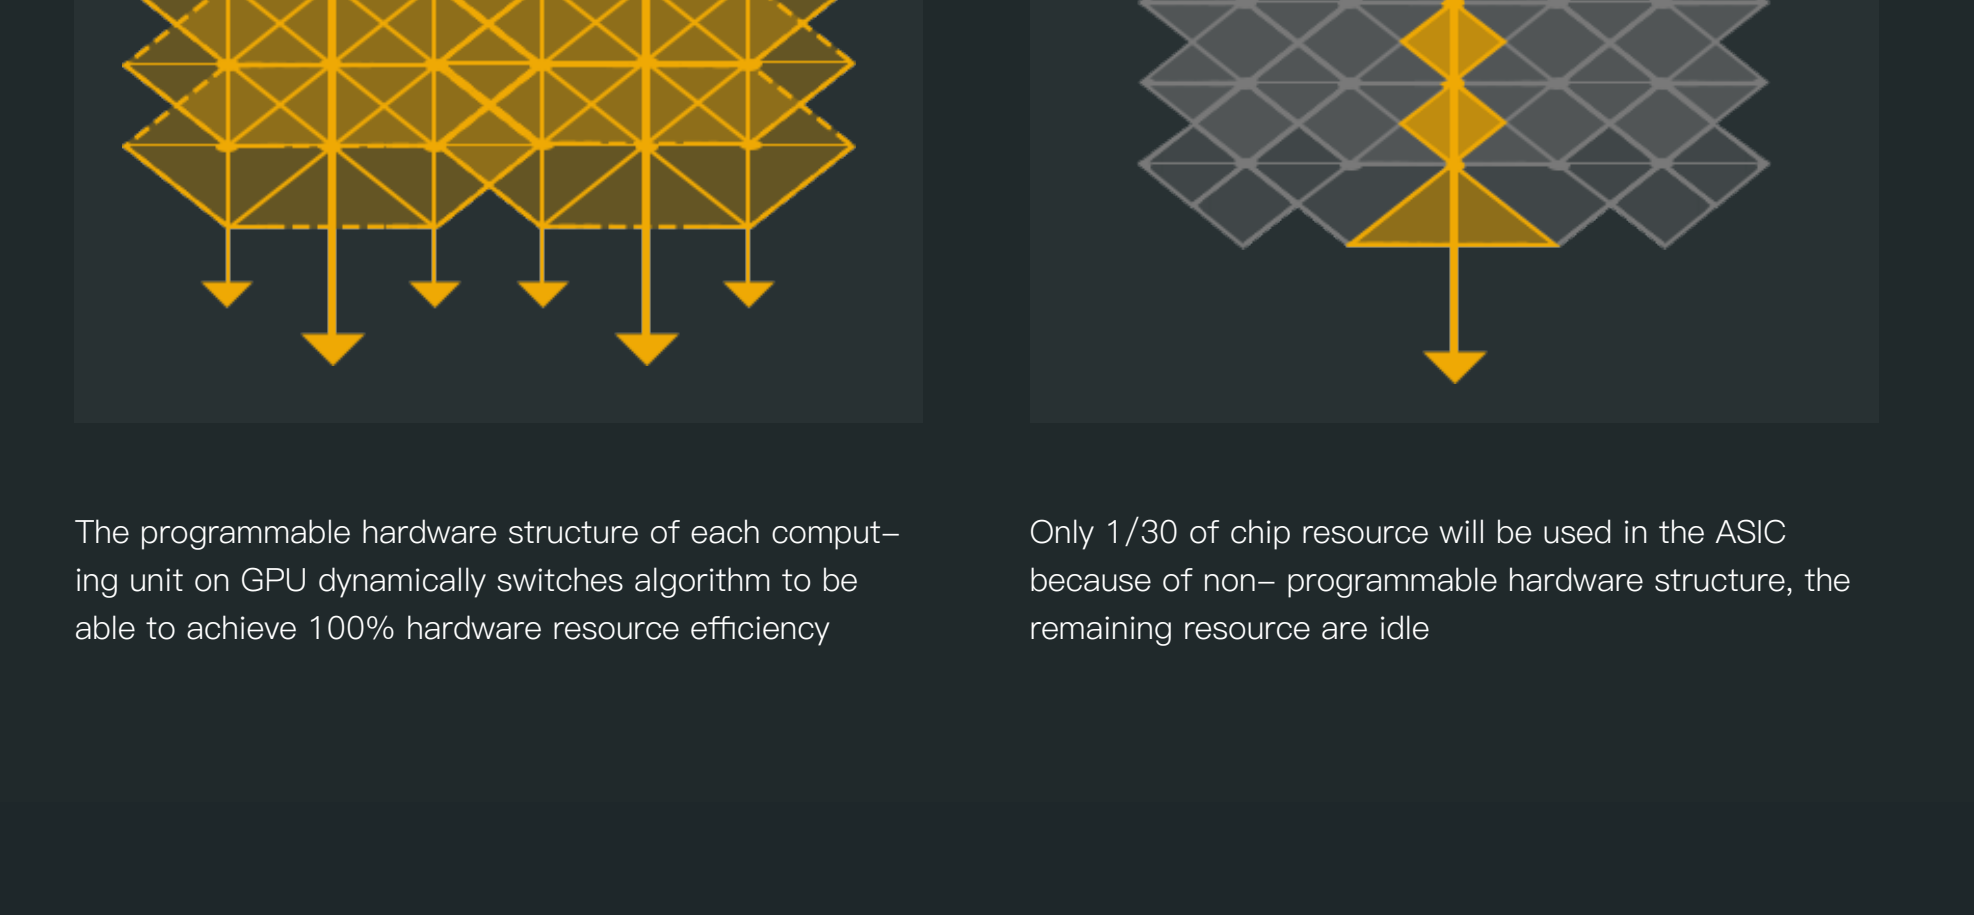 The programmable hardware structure of each comput–
ing unit on GPU dynamically switches algorithm to be
able to achieve 100% hardware resource efficiency
Only 1/30 of chip resource will be used in the ASIC
because of non– programmable hardware structure, the
remaining resource are idle